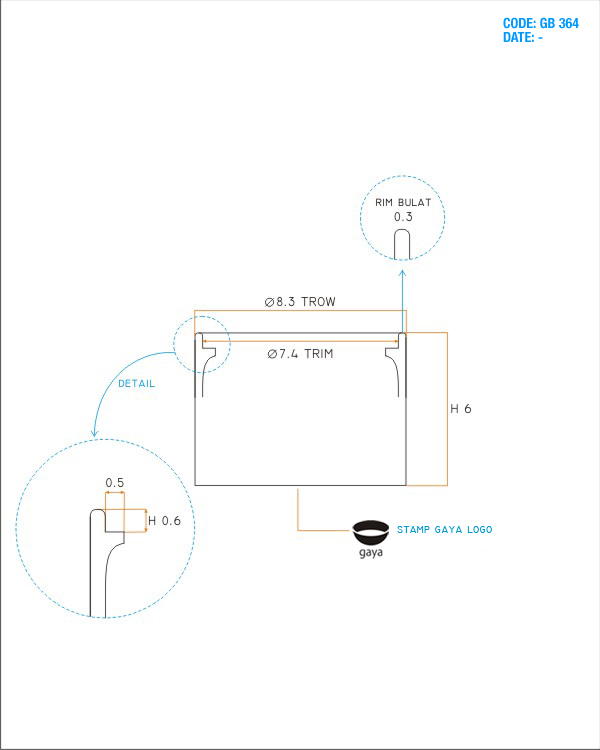 CODE: GB 364
DATE: -
RIM BULAT
0.3
Ø8.3 TROW
Ø7.4 TRIM
DETAIL
H 6
0.5
H 0.6
STAMP GAYA LOGO
gaya